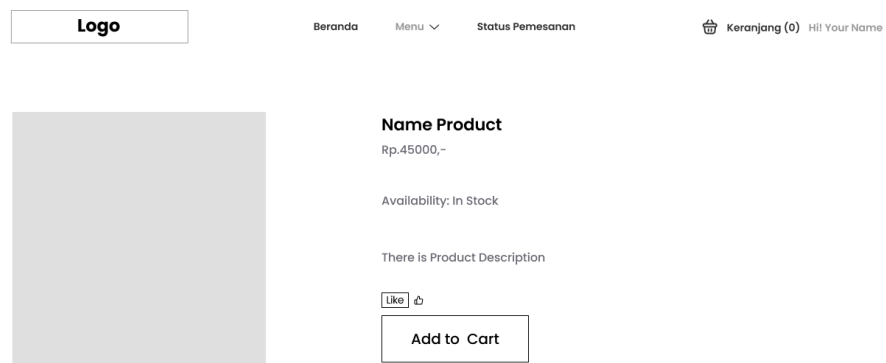 Logo
Beranda
Menu
Status Pemesanan
Keranjang (0)
Hi! Your Name
Name Product
Rp.45000,-
Availability: In Stock
There is Product Description
Like
Add to Cart